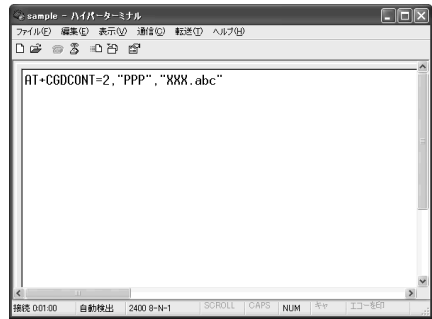 sample - ハイパーターミナル
ファイル(F) 編集(E) 表示(V) 通信(C) 転送(T) ヘルプ(H)
AT+CGDCONT=2,"PPP","XXX.abc"
接続 0:01:00 自動検出 2400 8-N-1 SCROLL CAPS NUM キャ エコーを印